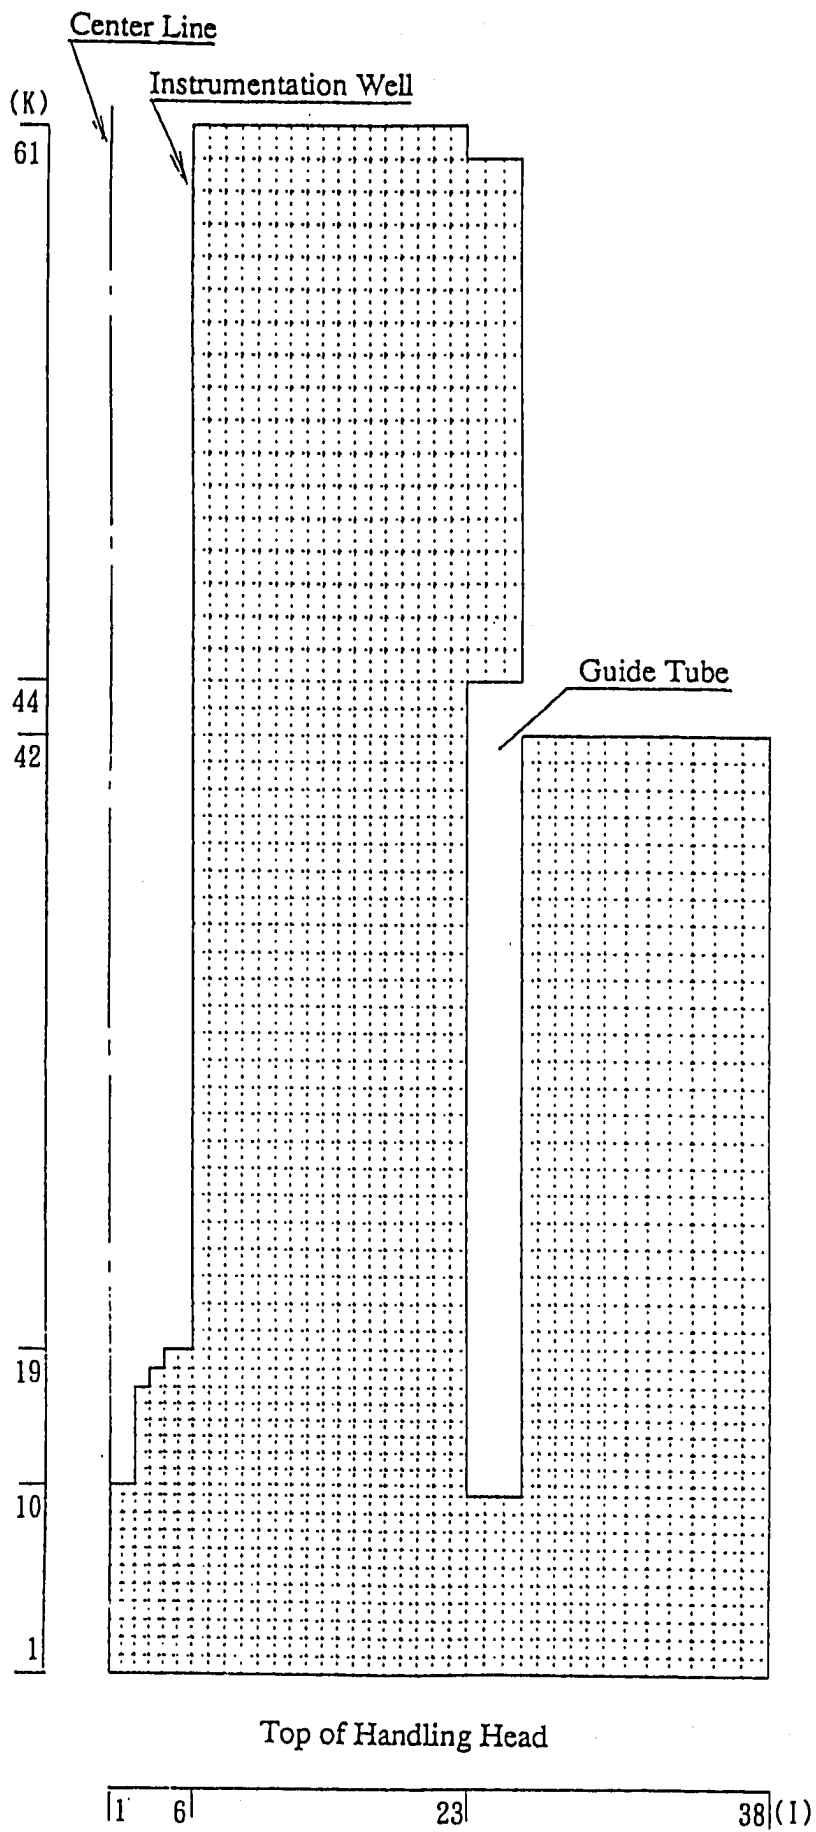 Center Line
Instrumentation Well
(K)
61
Guide Tube
44
42
19
10
1
Top of Handling Head
1 6 23 38 (I)